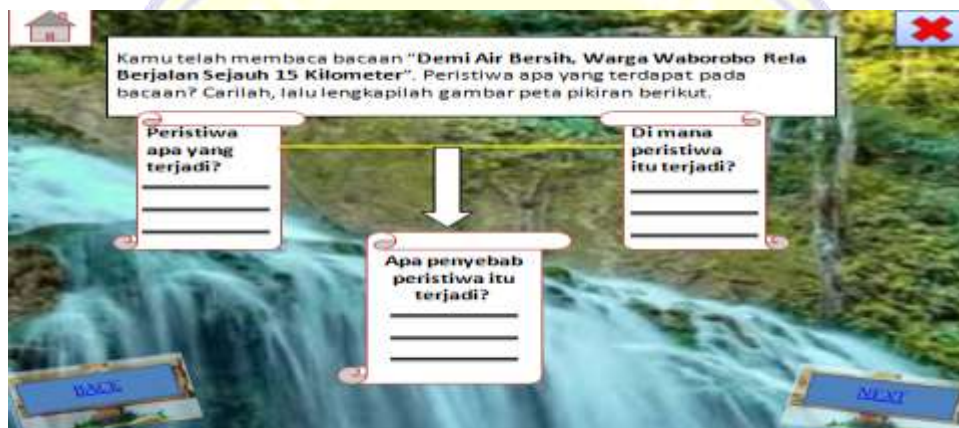 Kamu telah membaca bacaan "Demi Air Bersih, Warga Waborobo Rela
Berjalan Sejauh 15 Kilometer". Peristiwa apa yang terdapat pada
bacaan? Carilah, lalu lengkapilah gambar peta pikiran berikut.
Peristiwa
apa yang
terjadi?
Di mana
peristiwa
itu terjadi?
Apa penyebab
peristiwa itu
terjadi?
BACK
NEXT